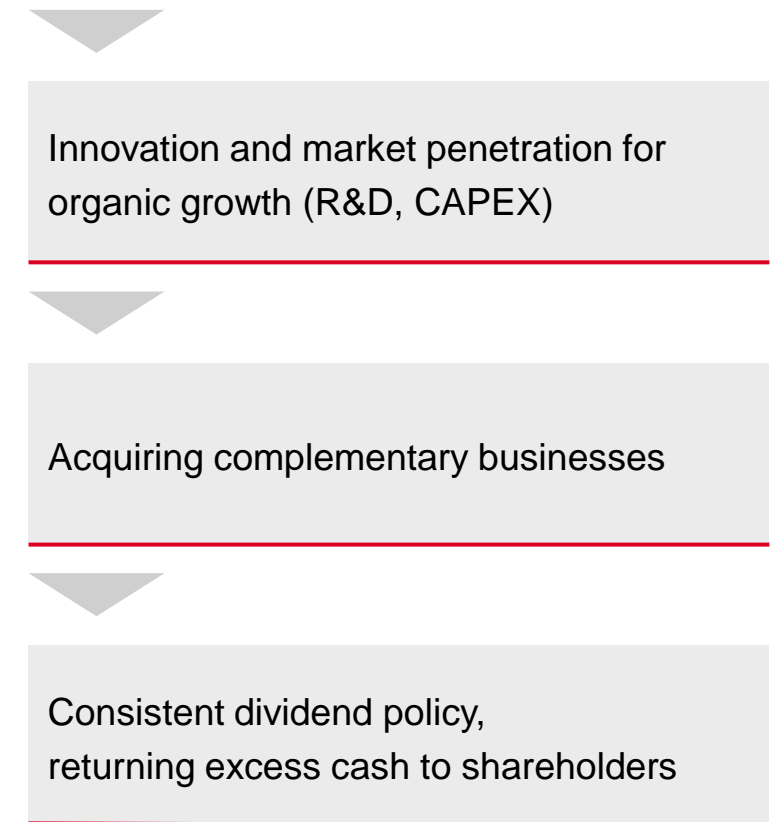 Innovation and market penetration for
organic growth (R&D, CAPEX)
Acquiring complementary businesses
Consistent dividend policy,
returning excess cash to shareholders